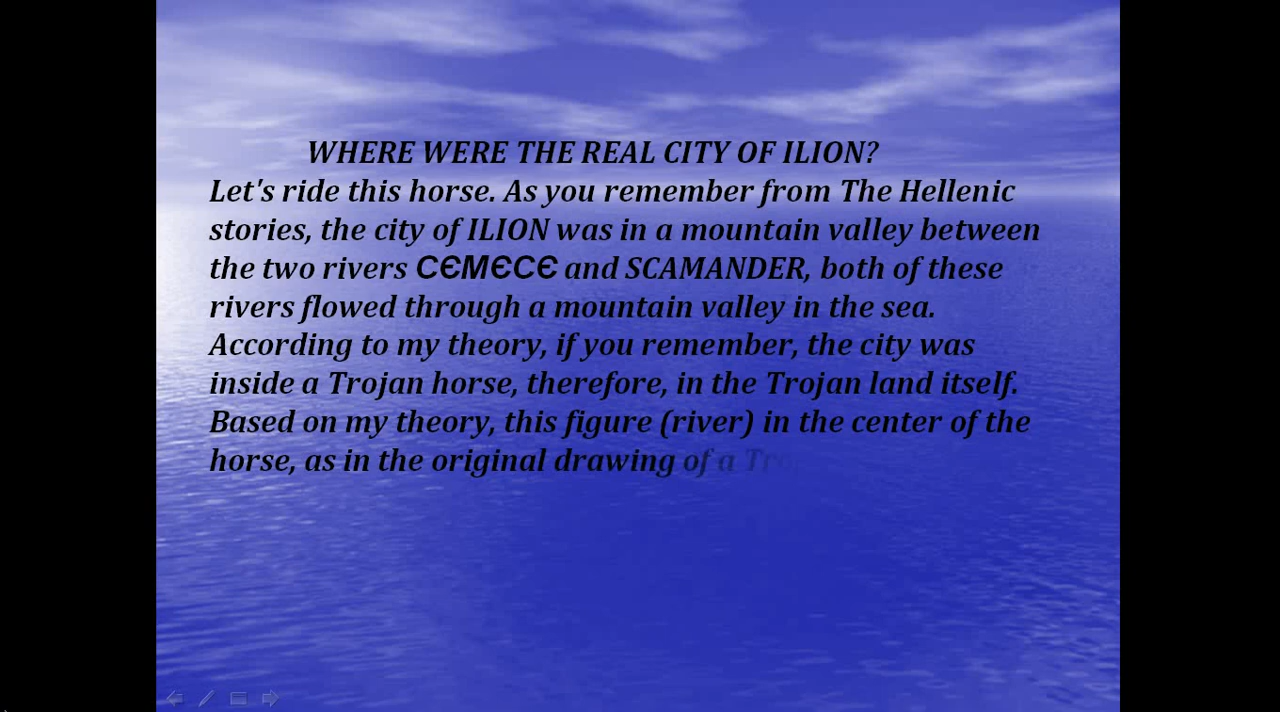 WHERE WERE THE REAL CITY OF ILION?
Let's ride this horse. As you remember from The Hellenic
stories, the city of ILION was in a mountain valley between
the two rivers СЄМЄСЄ and SCAMANDER, both of these
rivers flowed through a mountain valley in the sea.
According to my theory, if you remember, the city was
inside a Trojan horse, therefore, in the Trojan land itself.
Based on my theory, this figure (river) in the center of the
horse, as in the original drawing of a